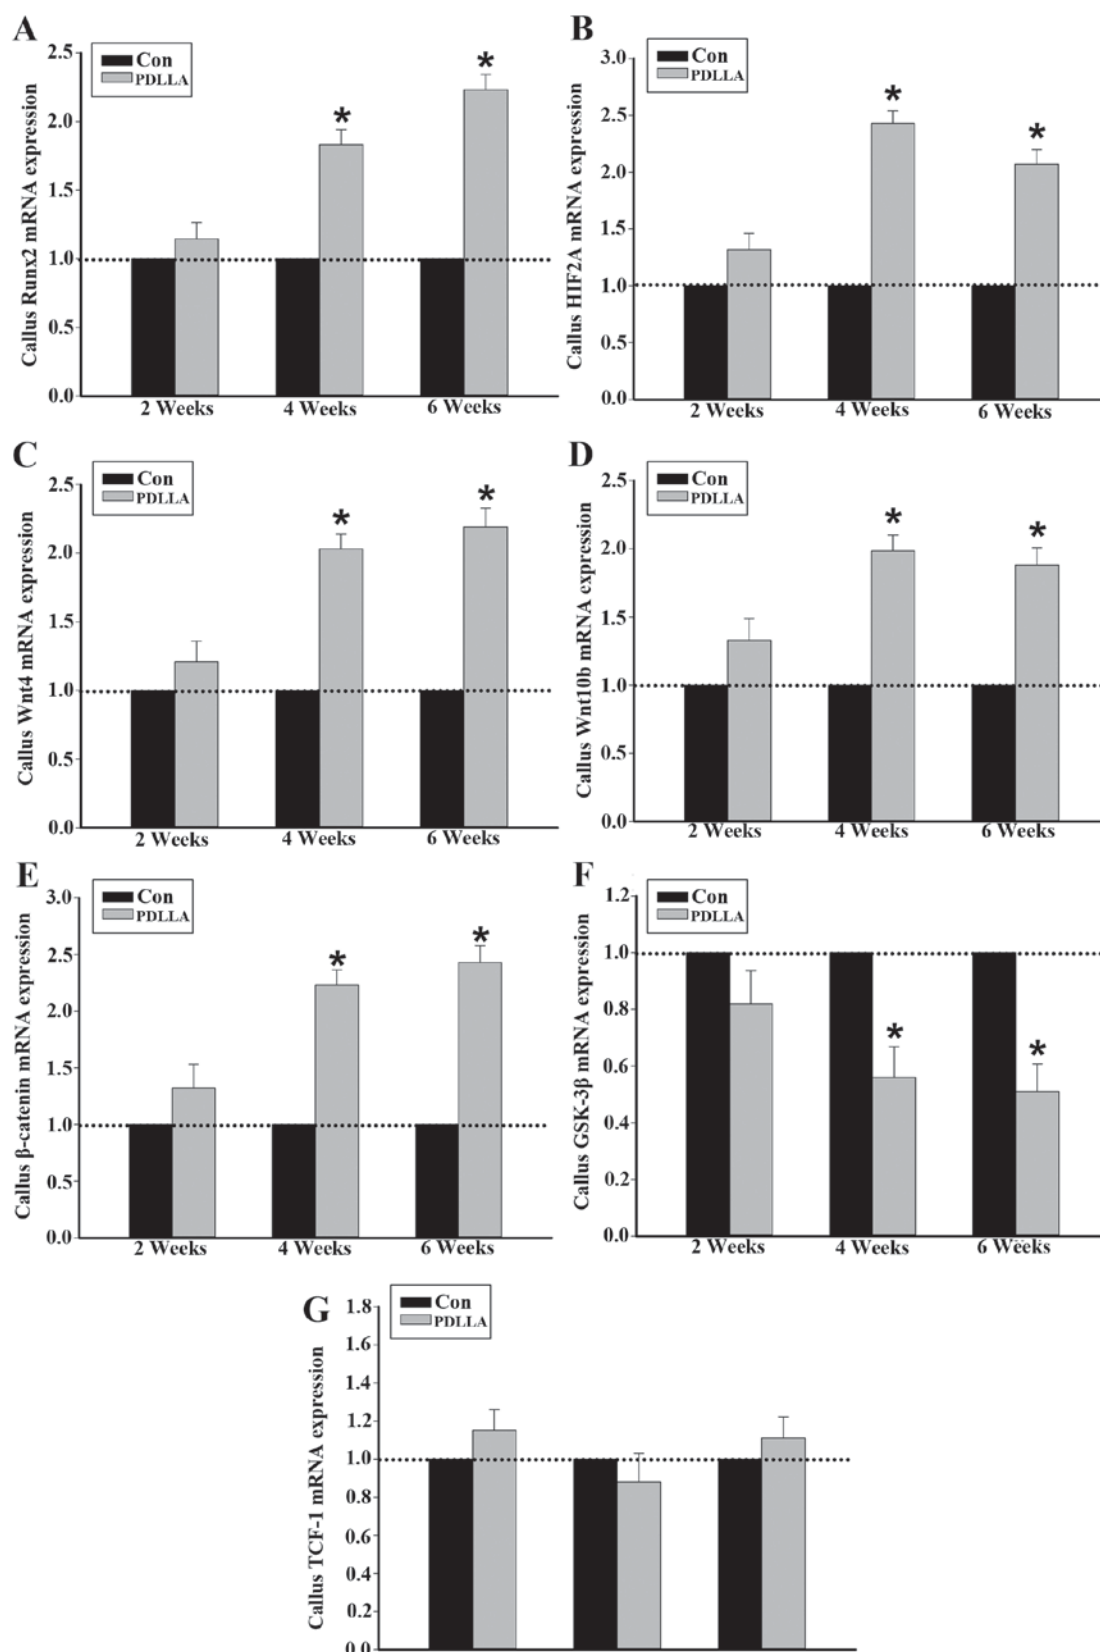 A
Con
PDLLA
Callus Runx2 mRNA expression
2.5
2.0
1.5
1.0
0.5
0.0
*
*
2 Weeks
4 Weeks
6 Weeks
B
Con
PDLLA
Callus HIF2A mRNA expression
3.0
2.5
2.0
1.5
1.0
0.5
0.0
*
*
2 Weeks
4 Weeks
6 Weeks
C
Con
PDLLA
Callus Wnt4 mRNA expression
2.5
2.0
1.5
1.0
0.5
0.0
*
*
2 Weeks
4 Weeks
6 Weeks
D
Con
PDLLA
Callus Wnt10b mRNA expression
2.5
2.0
1.5
1.0
0.5
0.0
*
*
2 Weeks
4 Weeks
6 Weeks
E
Con
PDLLA
Callus β-catenin mRNA expression
3.0
2.5
2.0
1.5
1.0
0.5
0.0
*
*
2 Weeks
4 Weeks
6 Weeks
F
Con
PDLLA
Callus GSK-3β mRNA expression
1.2
1.0
0.8
0.6
0.4
0.2
0.0
*
*
2 Weeks
4 Weeks
6 Weeks
G
Con
PDLLA
Callus TCF-1 mRNA expression
1.8
1.6
1.4
1.2
1.0
0.8
0.6
0.4
0.2
0.0